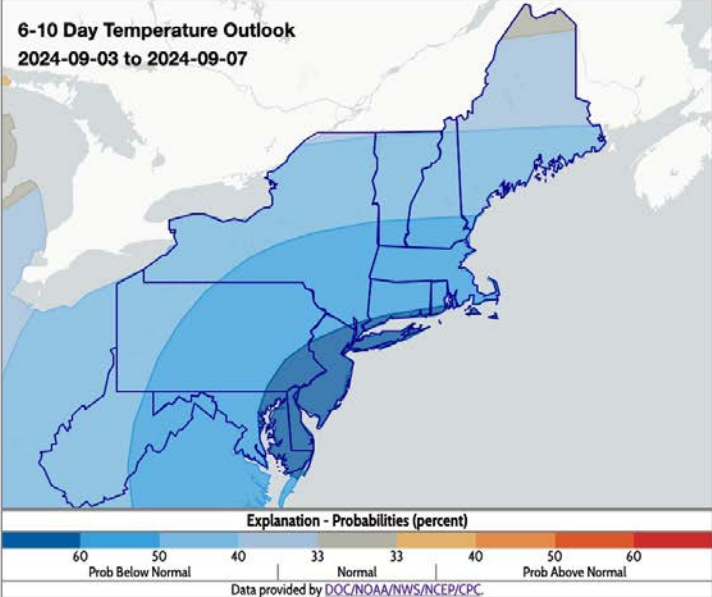 6-10 Day Temperature Outlook
2024-09-03 to 2024-09-07
Explanation - Probabilities (percent)
60 50 40 33 33 40 50 60
Prob Below Normal Normal Prob Above Normal
Data provided by DOC/NOAA/NWS/NCEP/CPC.